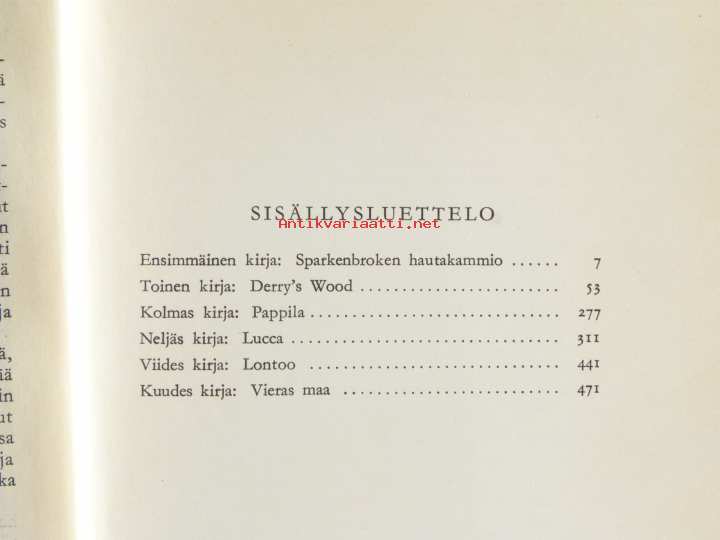 SISÄLLYSLUETTELO
Antikvariaatti.net
Ensimmäinen kirja: Sparkenbroken hautakammio ...... 7
Toinen kirja: Derry's Wood ........................ 53
Kolmas kirja: Pappila .............................. 277
Neljäs kirja: Lucca ................................ 311
Viides kirja: Lontoo .............................. 441
Kuudes kirja: Vieras maa .......................... 471